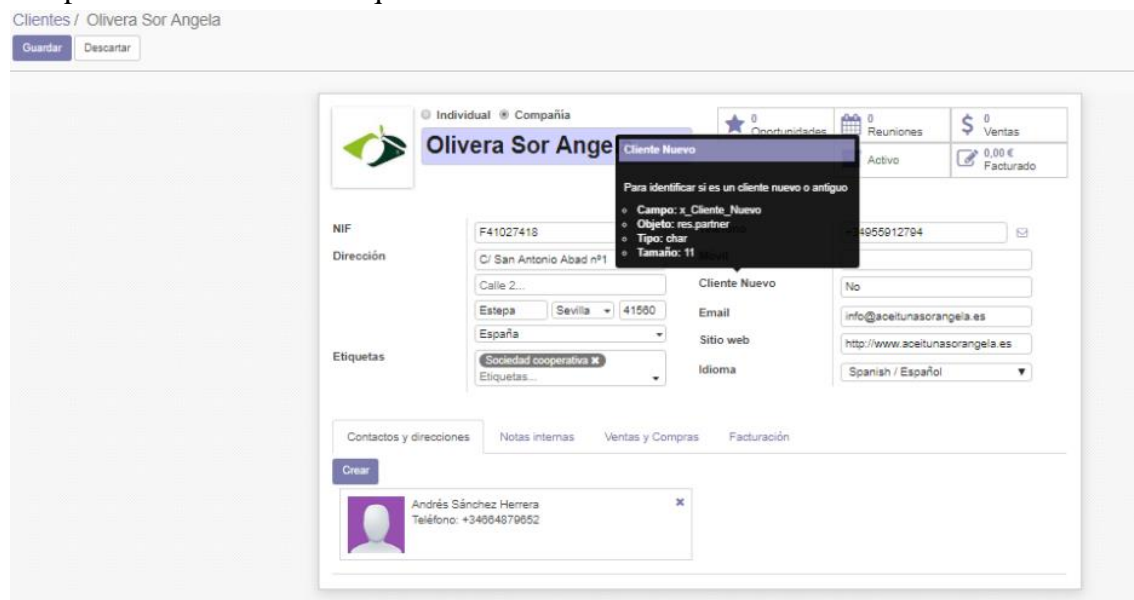 Clientes / Olivera Sor Angela
Guardar Descartar
Individual Compañía
Olivera Sor Ange
0 Oportunidades
0 Reuniones
$ 0 Ventas
Activo
0,00 € Facturado
Cliente Nuevo
Para identificar si es un cliente nuevo o antiguo
Campo: x_Cliente_Nuevo
Objeto: res.partner
Tipo: char
Tamaño: 11
NIF F41027418
4955912794
Dirección C/ San Antonio Abad nº1
Calle 2...
Cliente Nuevo No
Estepa Sevilla 41560
Email info@aceitunasorangela.es
España
Sitio web http://www.aceitunasorangela.es
Etiquetas Sociedad cooperativa x
Etiquetas...
Idioma Spanish / Español
Contactos y direcciones Notas internas Ventas y Compras Facturación
Crear
Andrés Sánchez Herrera x
Teléfono: +34664879652